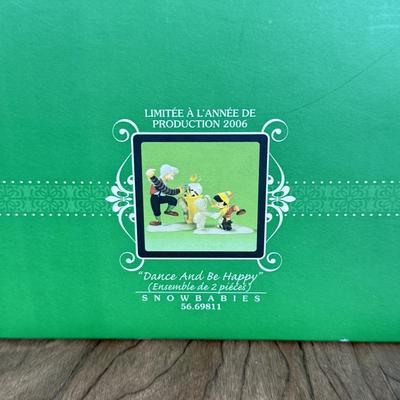 LIMITÉE À L'ANNÉE DE
PRODUCTION 2006
"Dance And Be Happy"
(Ensemble de 2 pièces)
SNOWBABIES
56.69811